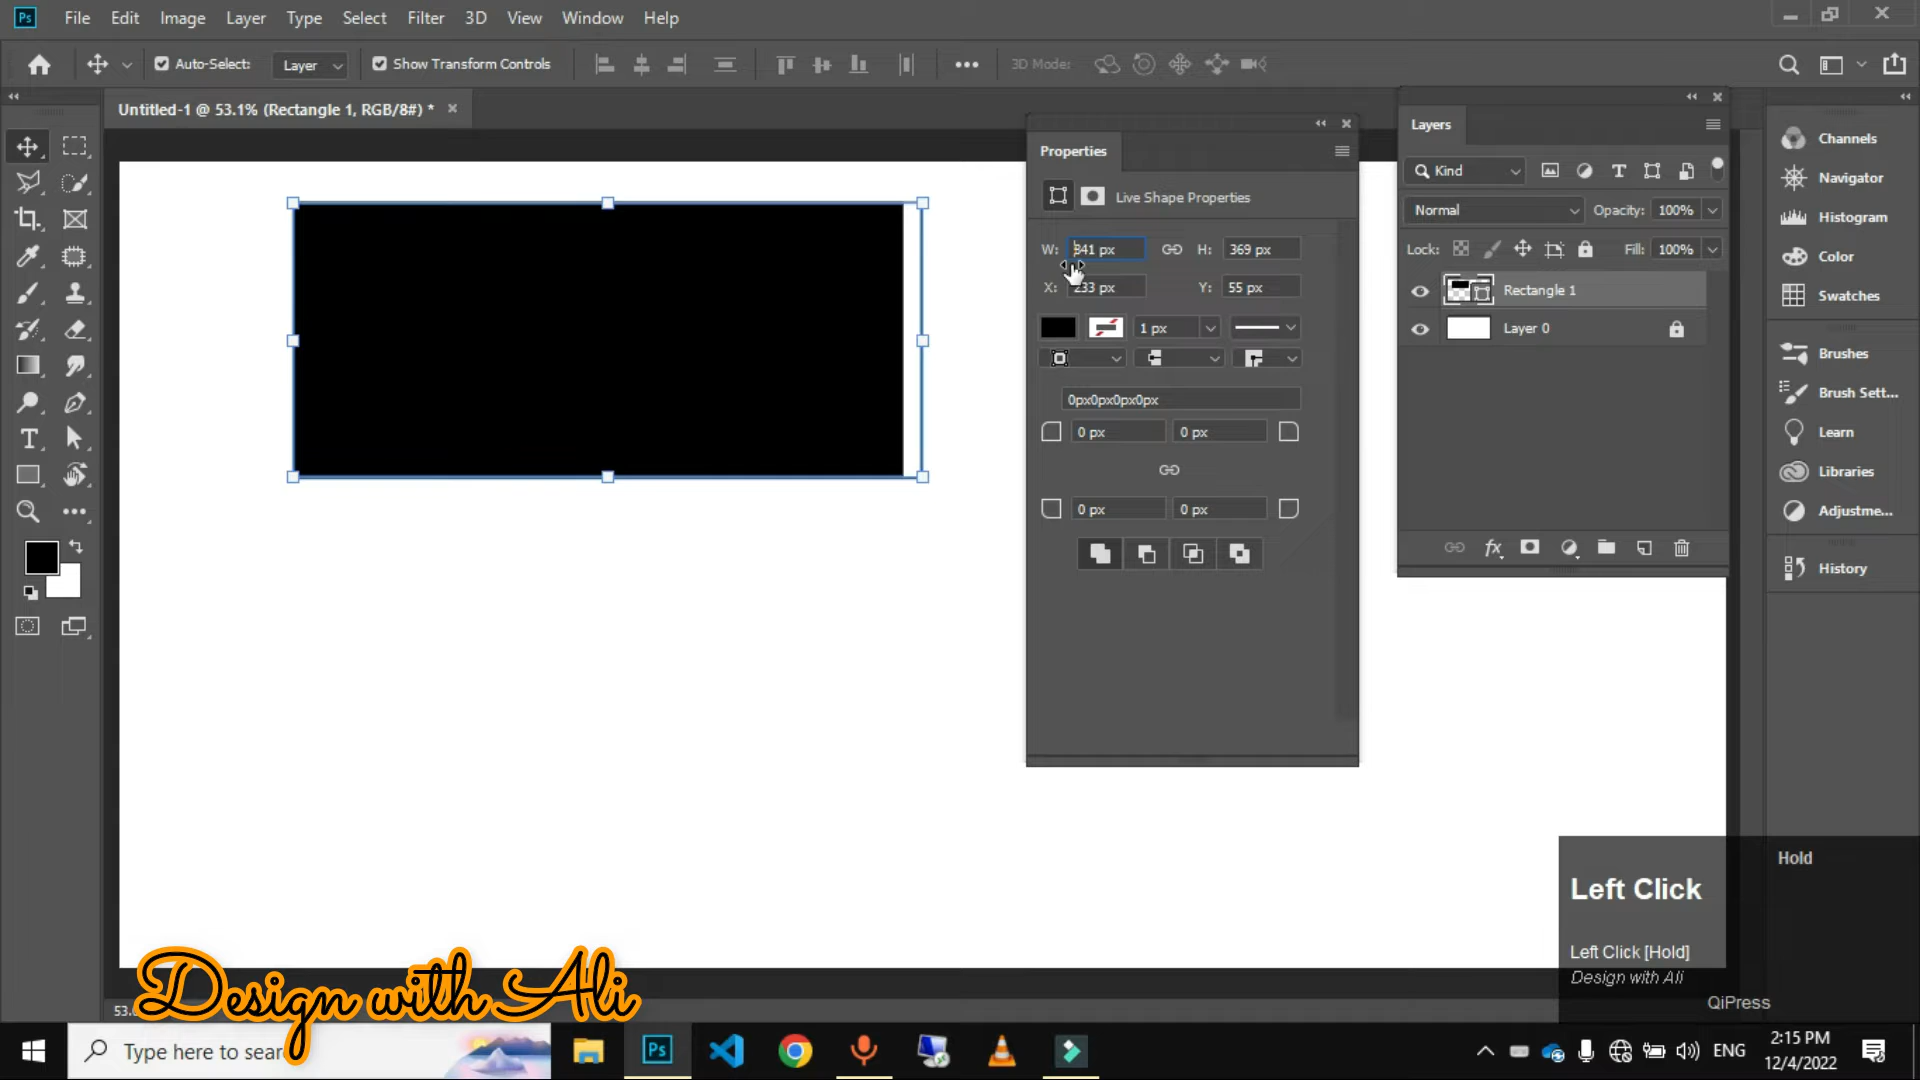 Ps File Edit Image Layer Type Select Filter 3D View Window Help
Auto-Select: Layer Show Transform Controls 3D Mode:
Untitled-1 @ 53.1% (Rectangle 1, RGB/8#) *
Properties
Live Shape Properties
W: 841 px H: 369 px
X: 233 px Y: 55 px
1 px
0px0px0px0px
0 px 0 px
0 px 0 px
Layers
Kind
Normal Opacity: 100%
Lock: Fill: 100%
Rectangle 1
Layer 0
fx
Channels
Navigator
Histogram
Color
Swatches
Brushes
Brush Sett...
Learn
Libraries
Adjustme...
History
Left Click
Hold
Left Click [Hold]
Design with Ali
QiPress
Design with Ali
53.
Type here to sear
Ps
ENG
2:15 PM
12/4/2022